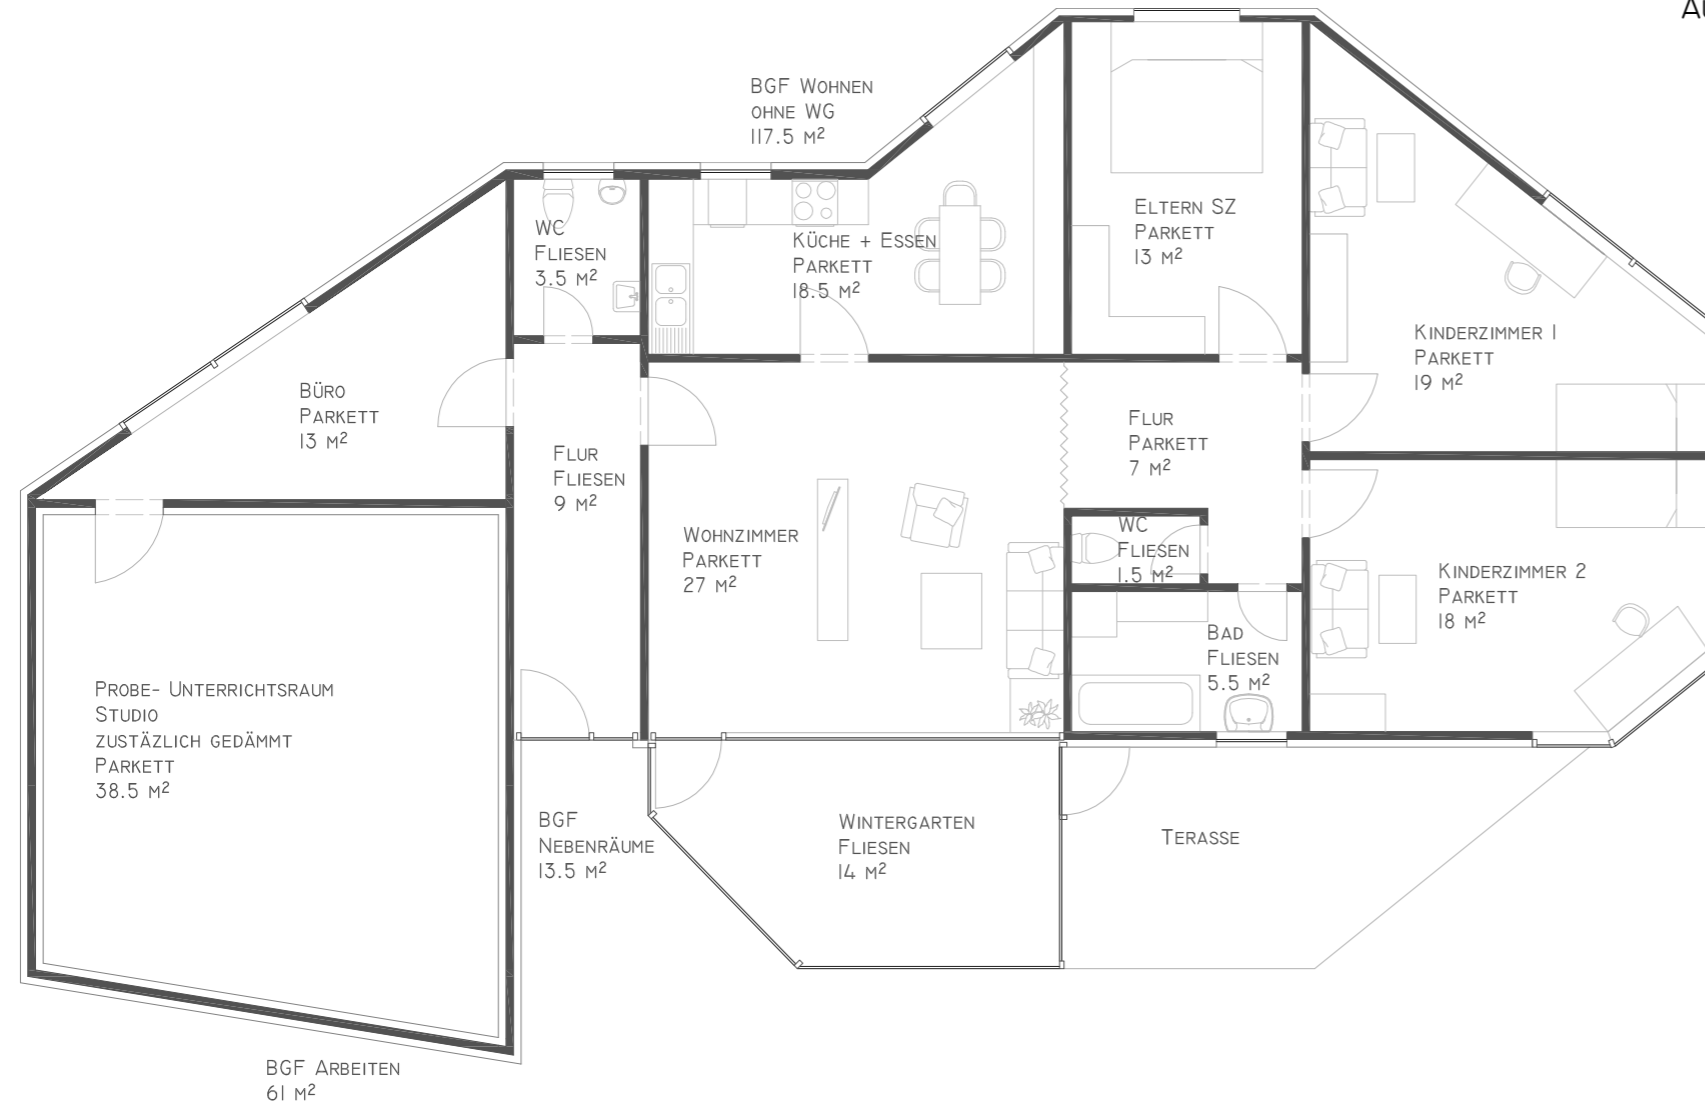 BGF Wohnen
ohne WG
117.5 m²
WC
Fliesen
3.5 m²
Küche + Essen
Parkett
18.5 m²
Eltern SZ
Parkett
13 m²
Kinderzimmer 1
Parkett
19 m²
Büro
Parkett
13 m²
Flur
Fliesen
9 m²
Flur
Parkett
7 m²
Wohnzimmer
Parkett
27 m²
WC
Fliesen
1.5 m²
Kinderzimmer 2
Parkett
18 m²
Bad
Fliesen
5.5 m²
Probe- Unterrichtsraum
Studio
zustäzlich gedämmt
Parkett
38.5 m²
BGF
Nebenräume
13.5 m²
Wintergarten
Fliesen
14 m²
Terasse
BGF Arbeiten
61 m²